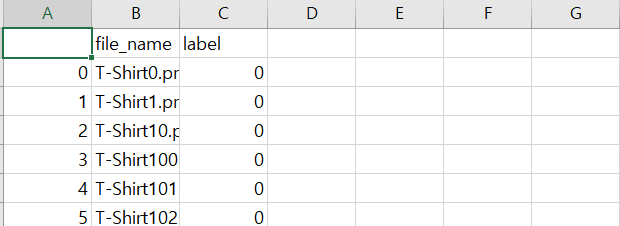 A B C D E F G
file_name label
0 T-Shirt0.pr 0
1 T-Shirt1.pr 0
2 T-Shirt10.p 0
3 T-Shirt100 0
4 T-Shirt101 0
5 T-Shirt102 0